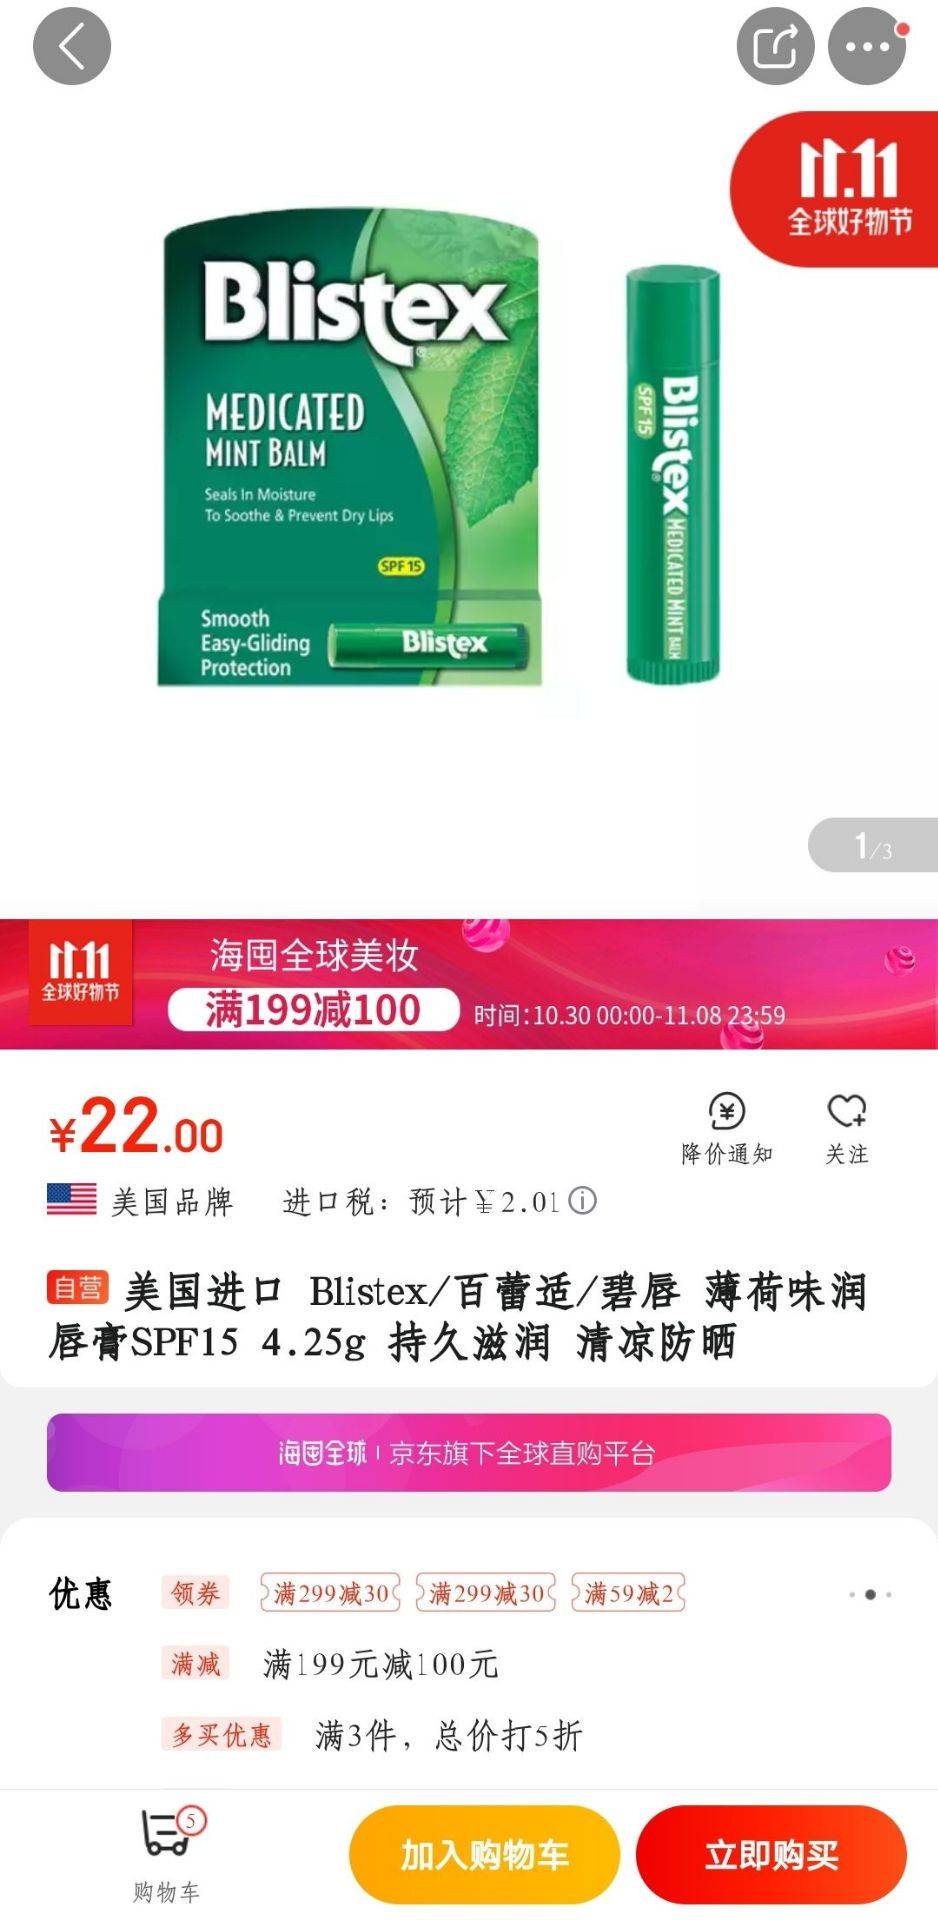 11.11
全球好物节
Blistex
MEDICATED
MINT BALM
Seals In Moisture
To Soothe & Prevent Dry Lips
SPF 15
Smooth
Easy-Gliding
Protection
Blistex
SPF 15
Blistex MEDICATED MINT BALM
1/3
11.11
全球好物节
海囤全球美妆
满199减100
时间:10.30 00:00-11.08 23:59
¥22.00
降价通知
关注
美国品牌 进口税：预计￥2.01
自营 美国进口 Blistex/百蕾适/碧唇 薄荷味润
唇膏SPF15 4.25g 持久滋润 清凉防晒
海囤全球 | 京东旗下全球直购平台
优惠 领券 满299减30 满299减30 满59减2
满减 满199元减100元
多买优惠 满3件，总价打5折
5
购物车
加入购物车
立即购买